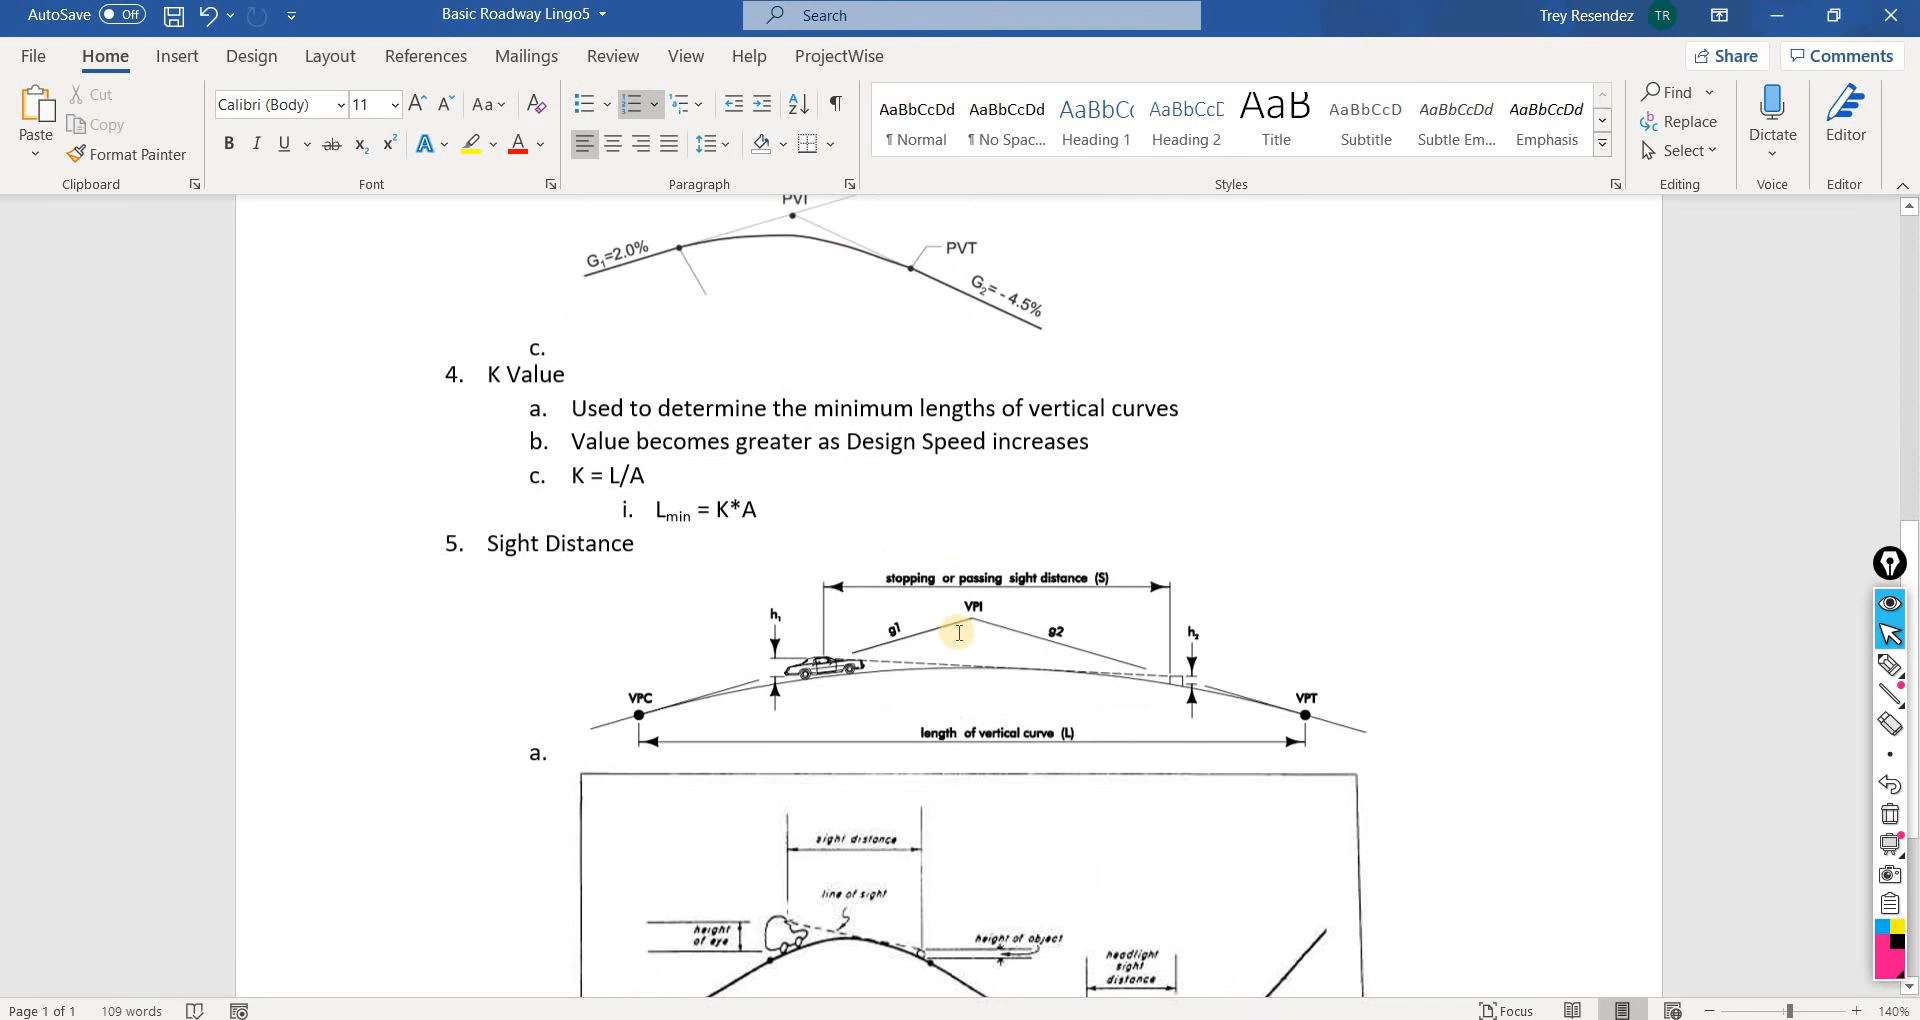 AutoSave Off
Basic Roadway Lingo5
Search
Trey Resendez TR
File Home Insert Design Layout References Mailings Review View Help ProjectWise
Share Comments
Paste
Cut
Copy
Format Painter
Clipboard
Calibri (Body) 11
Font
Paragraph
AaBbCcDd AaBbCcDd AaBbC AaBbCcD AaB AaBbCcD AaBbCcDd AaBbCcDd
¶ Normal ¶ No Spac... Heading 1 Heading 2 Title Subtitle Subtle Em... Emphasis
Styles
Find
Replace
Select
Editing
Dictate
Voice
Editor
Editor
PVI
G₁=2.0%
PVT
G₂= - 4.5%
c.
4. K Value
a. Used to determine the minimum lengths of vertical curves
b. Value becomes greater as Design Speed increases
c. K = L/A
i. Lmin = K*A
5. Sight Distance
stopping or passing sight distance (S)
VPI
h₁
g1
g2
h₂
VPC
VPT
length of vertical curve (L)
a.
sight distance
line of sight
height
of eye
height of object
headlight
sight
distance
Page 1 of 1 109 words
Focus
140%